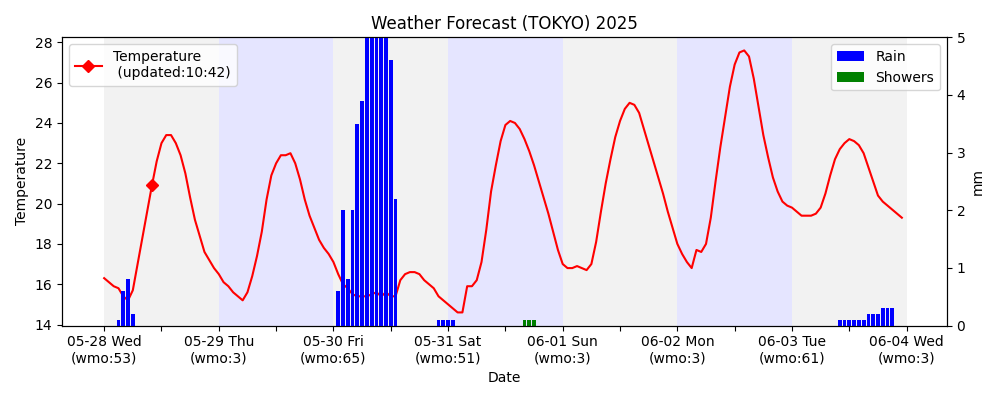 Weather Forecast (TOKYO) 2025
Temperature
(updated:10:42)
Rain
Showers
28
26
24
22
20
18
16
14
Temperature
5
4
3
2
1
0
mm
05-28 Wed
(wmo:53)
05-29 Thu
(wmo:3)
05-30 Fri
(wmo:65)
05-31 Sat
(wmo:51)
06-01 Sun
(wmo:3)
06-02 Mon
(wmo:3)
06-03 Tue
(wmo:61)
06-04 Wed
(wmo:3)
Date